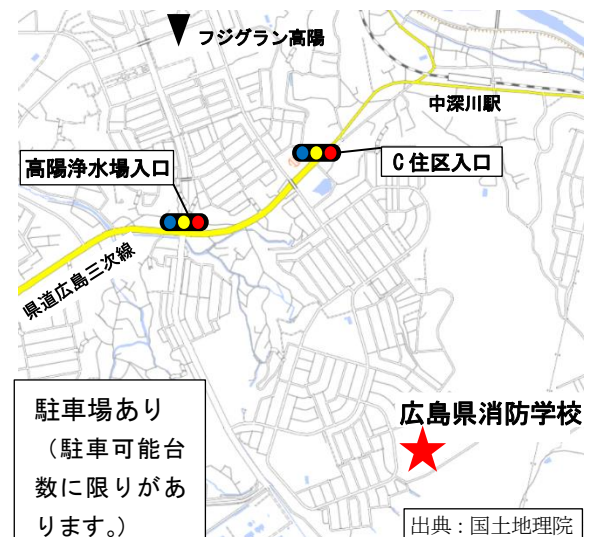 フジグラン高陽
中深川駅
C住区入口
高陽浄水場入口
県道広島三次線
広島県消防学校
駐車場あり
（駐車可能台
数に限りがあ
ります。）
出典：国土地理院